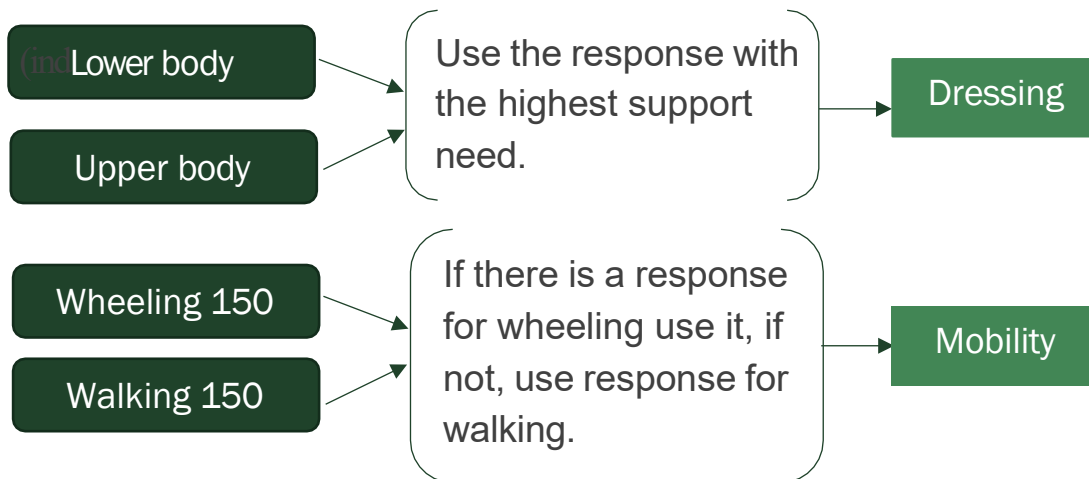 (ind Lower body
Upper body
Use the response with
the highest support
need.
Dressing
Wheeling 150
Walking 150
If there is a response
for wheeling use it, if
not, use response for
walking.
Mobility